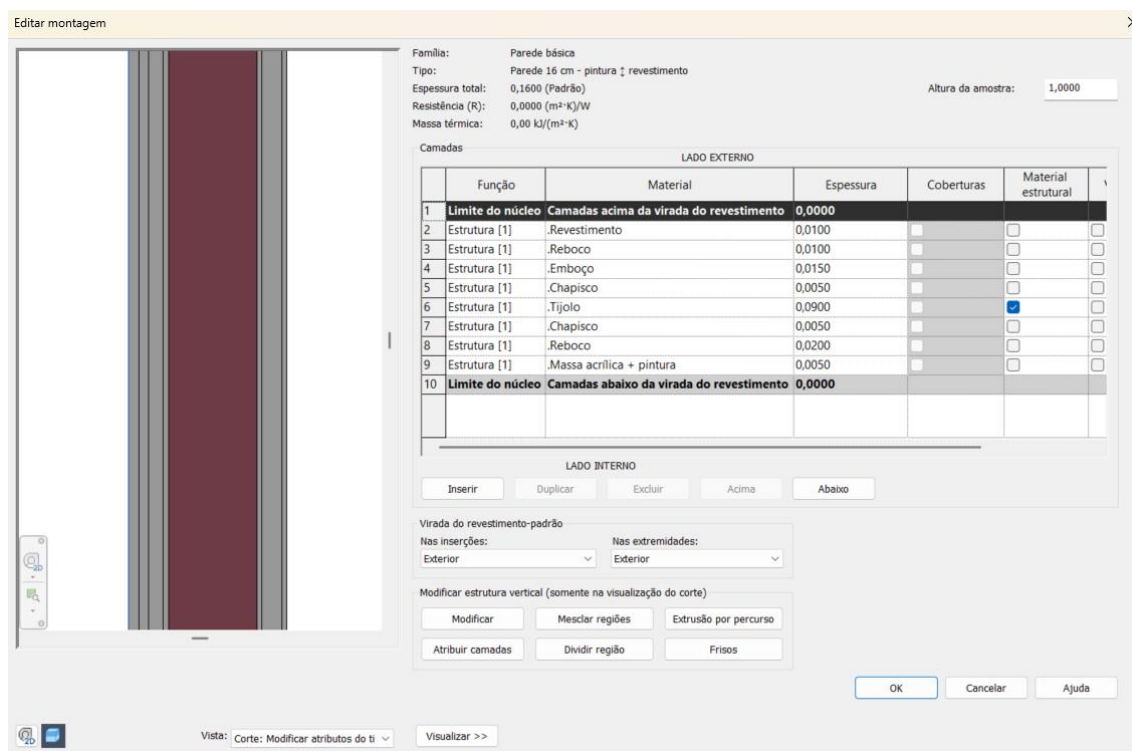 Editar montagem
Família: Parede básica
Tipo: Parede 16 cm - pintura ↕ revestimento
Espessura total: 0,1600 (Padrão)
Altura da amostra: 1,0000
Resistência (R): 0,0000 (m²·K)/W
Massa térmica: 0,00 kJ/(m²·K)
Camadas
LADO EXTERNO
Função Material Espessura Coberturas Material estrutural
1 Limite do núcleo Camadas acima da virada do revestimento 0,0000
2 Estrutura [1] .Revestimento 0,0100
3 Estrutura [1] .Reboco 0,0100
4 Estrutura [1] .Emboço 0,0150
5 Estrutura [1] .Chapisco 0,0050
6 Estrutura [1] .Tijolo 0,0900
7 Estrutura [1] .Chapisco 0,0050
8 Estrutura [1] .Reboco 0,0200
9 Estrutura [1] .Massa acrílica + pintura 0,0050
10 Limite do núcleo Camadas abaixo da virada do revestimento 0,0000
LADO INTERNO
Inserir Duplicar Excluir Acima Abaixo
Virada do revestimento-padrão
Nas inserções: Nas extremidades:
Exterior Exterior
Modificar estrutura vertical (somente na visualização do corte)
Modificar Mesclar regiões Extrusão por percurso
Atribuir camadas Dividir região Frisos
OK Cancelar Ajuda
Vista: Corte: Modificar atributos do ti Visualizar >>
2D
2D